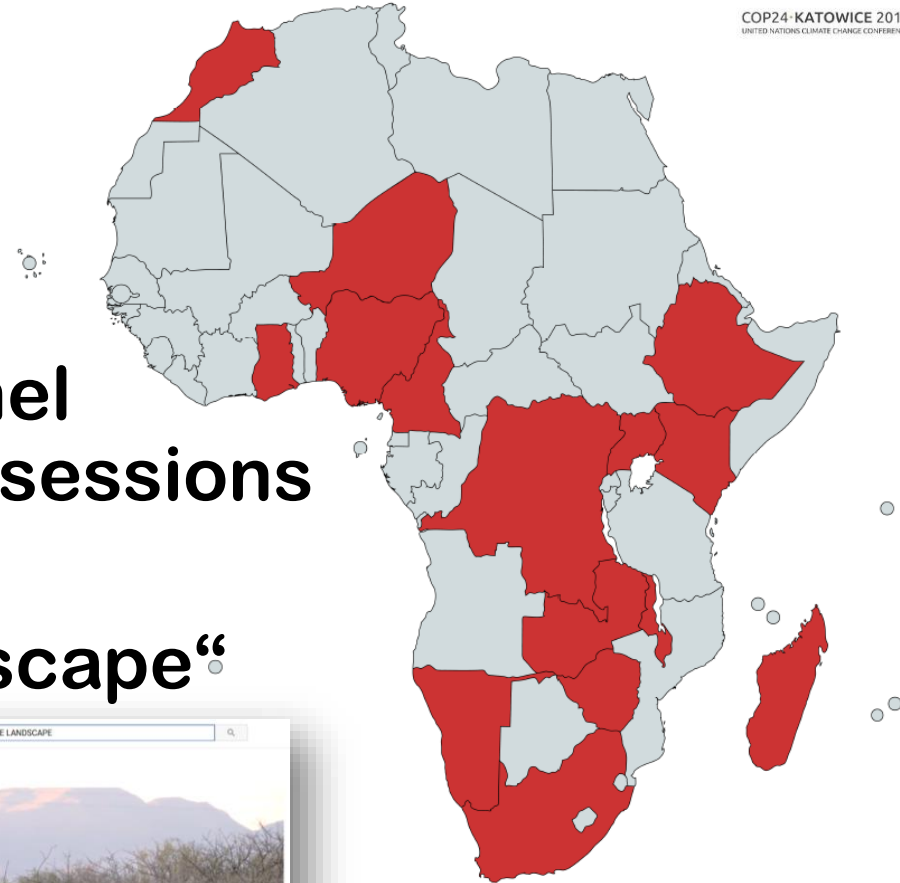 COP24·KATOWICE 201
UNITED NATIONS CLIMATE CHANGE CONFEREN
nel
sessions
scape“
E LANDSCAPE